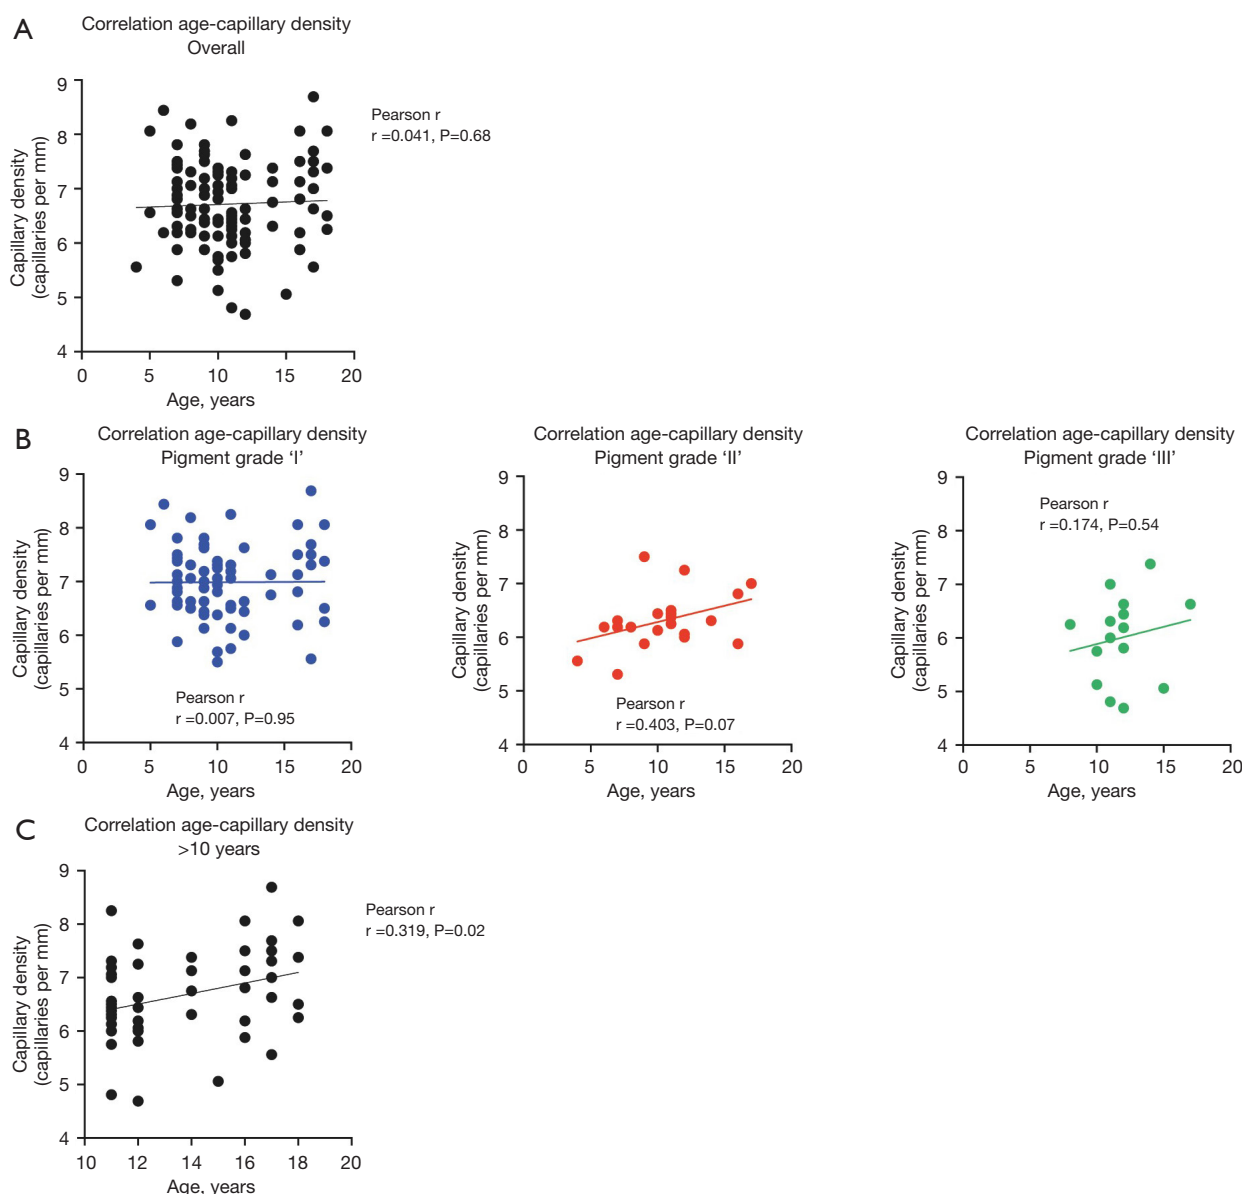 A
Correlation age-capillary density
Overall
9
8
7
6
5
4
Capillary density
(capillaries per mm)
0
5
10
15
20
Age, years
Pearson r
r =0.041, P=0.68
B
Correlation age-capillary density
Pigment grade ‘I’
9
8
7
6
5
4
Capillary density
(capillaries per mm)
Pearson r
r =0.007, P=0.95
0
5
10
15
20
Age, years
Correlation age-capillary density
Pigment grade ‘II’
9
8
7
6
5
4
Capillary density
(capillaries per mm)
Pearson r
r =0.403, P=0.07
0
5
10
15
20
Age, years
Correlation age-capillary density
Pigment grade ‘III’
9
8
7
6
5
4
Capillary density
(capillaries per mm)
Pearson r
r =0.174, P=0.54
0
5
10
15
20
Age, years
C
Correlation age-capillary density
>10 years
9
8
7
6
5
4
Capillary density
(capillaries per mm)
10
12
14
16
18
20
Age, years
Pearson r
r =0.319, P=0.02